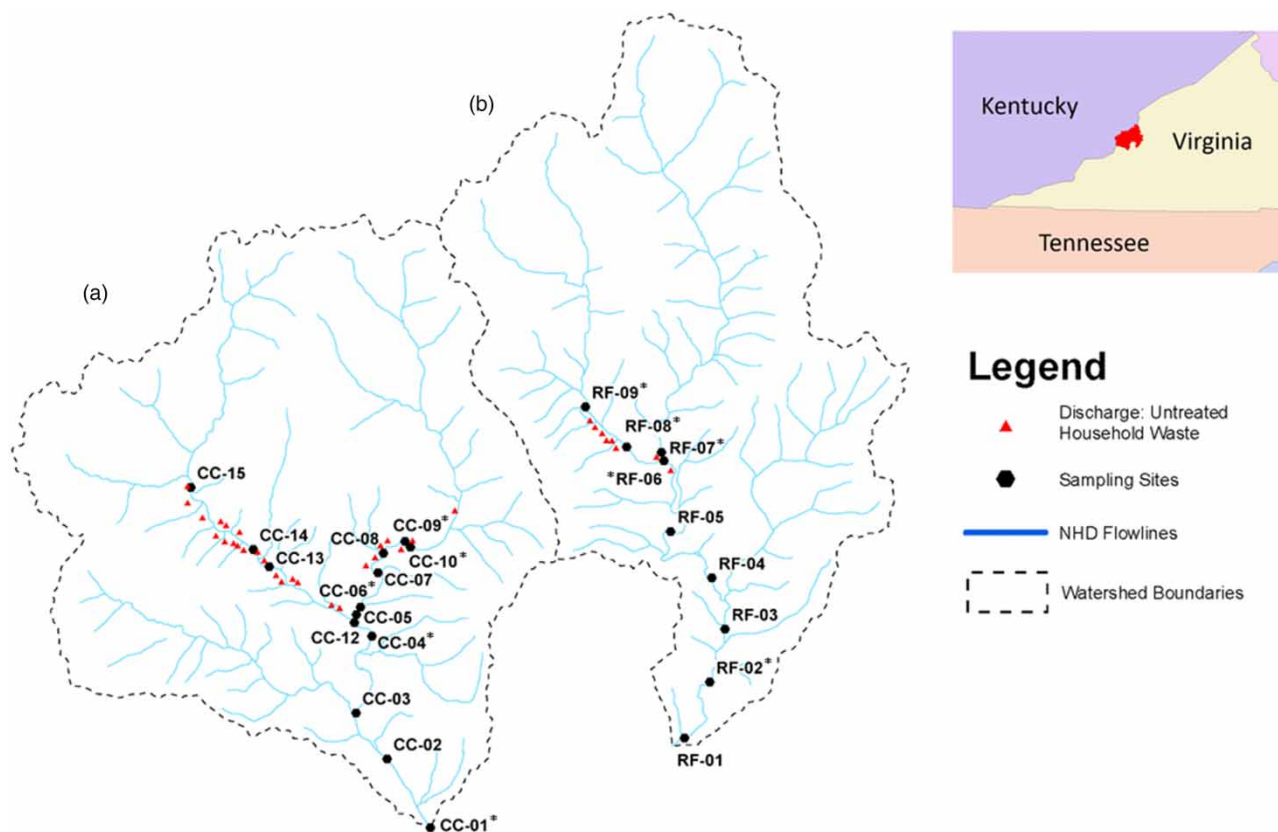 (b)
(a)
Kentucky
Virginia
Tennessee
Legend
Discharge: Untreated
Household Waste
Sampling Sites
NHD Flowlines
Watershed Boundaries
RF-09*
RF-08*
RF-07*
*RF-06
RF-05
RF-04
RF-03
RF-02*
RF-01
CC-15
CC-14
CC-13
CC-09*
CC-08
CC-10*
CC-07
CC-06*
CC-05
CC-12
CC-04*
CC-03
CC-02
CC-01*